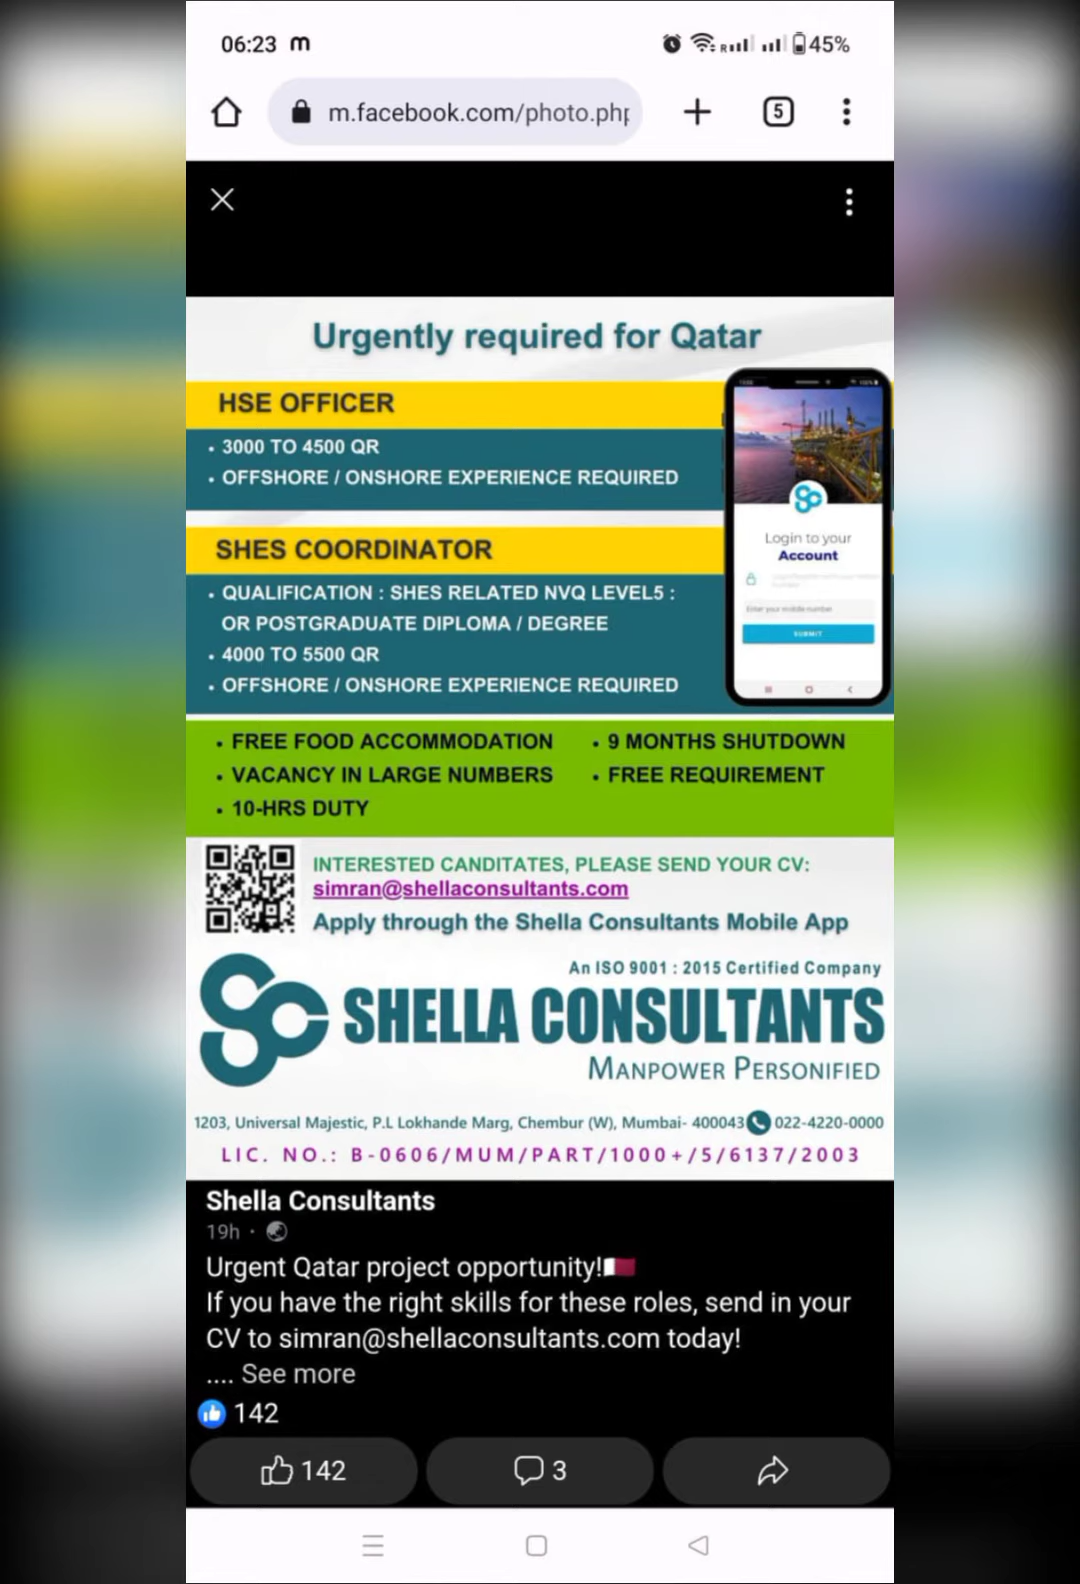 06:23 m
R 45%
m.facebook.com/photo.php
5
Urgently required for Qatar
HSE OFFICER
• 3000 TO 4500 QR
• OFFSHORE / ONSHORE EXPERIENCE REQUIRED
SHES COORDINATOR
• QUALIFICATION : SHES RELATED NVQ LEVEL5 :
OR POSTGRADUATE DIPLOMA / DEGREE
• 4000 TO 5500 QR
• OFFSHORE / ONSHORE EXPERIENCE REQUIRED
Login to your
Account
Enter your mobile number
SUBMIT
• FREE FOOD ACCOMMODATION
• VACANCY IN LARGE NUMBERS
• 10-HRS DUTY
• 9 MONTHS SHUTDOWN
• FREE REQUIREMENT
INTERESTED CANDITATES, PLEASE SEND YOUR CV:
simran@shellaconsultants.com
Apply through the Shella Consultants Mobile App
An ISO 9001 : 2015 Certified Company
SC SHELLA CONSULTANTS
MANPOWER PERSONIFIED
1203, Universal Majestic, P.L Lokhande Marg, Chembur (W), Mumbai- 400043 022-4220-0000
LIC. NO.: B-0606/MUM/PART/1000+/5/6137/2003
Shella Consultants
19h ·
Urgent Qatar project opportunity!🇶🇦
If you have the right skills for these roles, send in your
CV to simran@shellaconsultants.com today!
.... See more
142
142
3